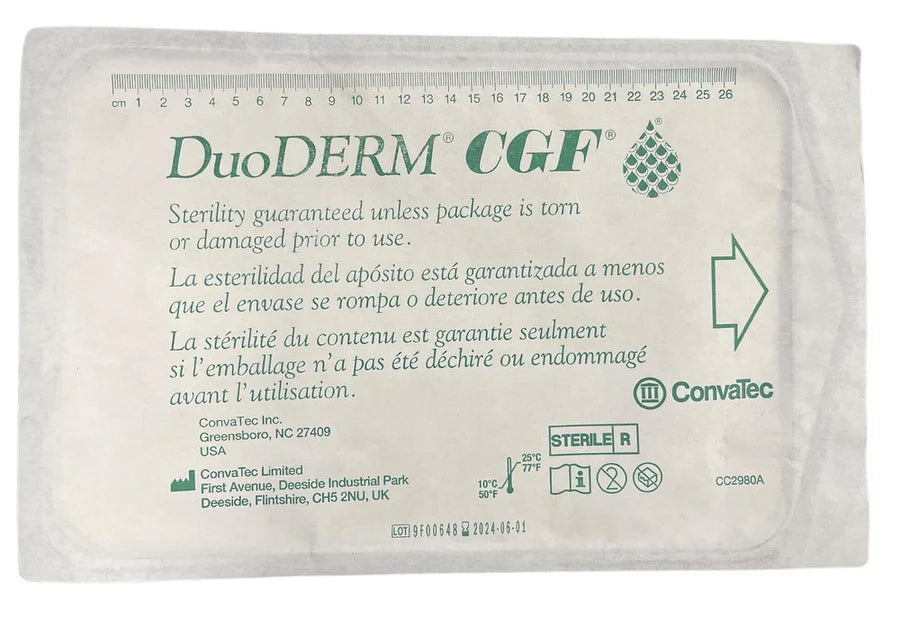 cm 1 2 3 4 5 6 7 8 9 10 11 12 13 14 15 16 17 18 19 20 21 22 23 24 25 26
DuoDERM® CGF® ®
Sterility guaranteed unless package is torn
or damaged prior to use.
La esterilidad del apósito está garantizada a menos
que el envase se rompa o deteriore antes de uso.
La stérilité du contenu est garantie seulment
si l'emballage n'a pas été déchiré ou endommagé
avant l'utilisation.
ConvaTec
ConvaTec Inc.
Greensboro, NC 27409
USA
ConvaTec Limited
First Avenue, Deeside Industrial Park
Deeside, Flintshire, CH5 2NU, UK
STERILE R
25°C
77°F
10°C
50°F
i 2
CC2980A
LOT 9F00648 2024-06-01